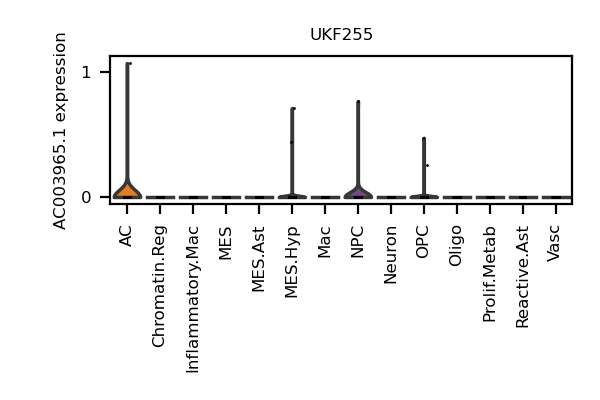 UKF255
AC003965.1 expression
1
0
AC
Chromatin.Reg
Inflammatory.Mac
MES
MES.Ast
MES.Hyp
Mac
NPC
Neuron
OPC
Oligo
Prolif.Metab
Reactive.Ast
Vasc